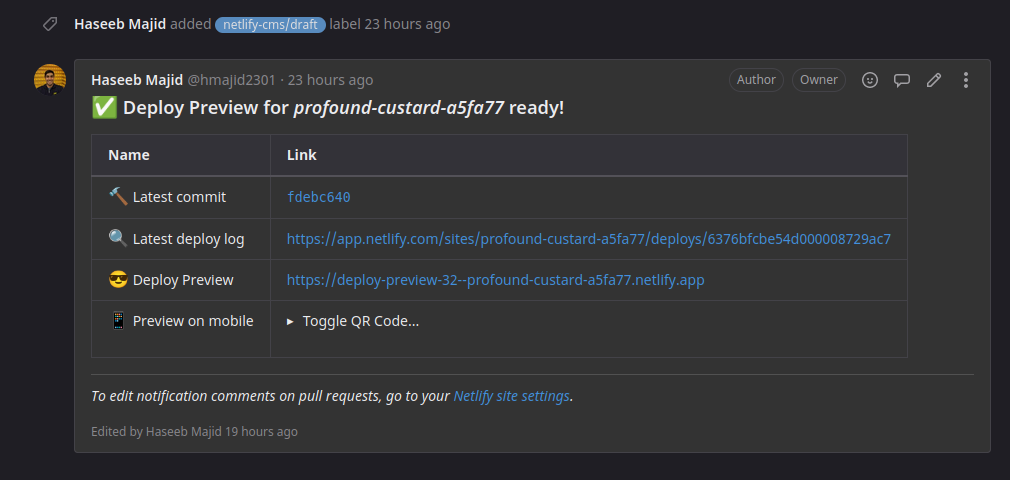 Haseeb Majid added netlify-cms/draft label 23 hours ago
Haseeb Majid @hmajid2301 · 23 hours ago Author Owner
✅ Deploy Preview for profound-custard-a5fa77 ready!
Name Link
🔨 Latest commit fdebc640
🔍 Latest deploy log https://app.netlify.com/sites/profound-custard-a5fa77/deploys/6376bfcbe54d000008729ac7
😎 Deploy Preview https://deploy-preview-32--profound-custard-a5fa77.netlify.app
📱 Preview on mobile ▸ Toggle QR Code...
To edit notification comments on pull requests, go to your Netlify site settings.
Edited by Haseeb Majid 19 hours ago